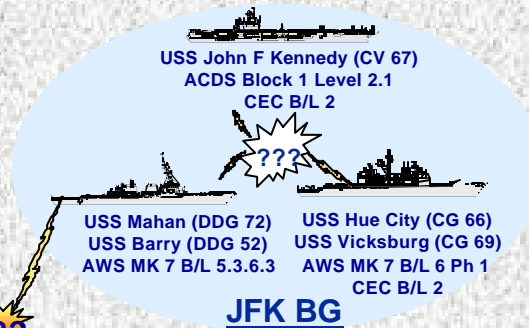 USS John F Kennedy (CV 67)
ACDS Block 1 Level 2.1
CEC B/L 2
???
USS Mahan (DDG 72)
USS Barry (DDG 52)
AWS MK 7 B/L 5.3.6.3
USS Hue City (CG 66)
USS Vicksburg (CG 69)
AWS MK 7 B/L 6 Ph 1
CEC B/L 2
JFK BG